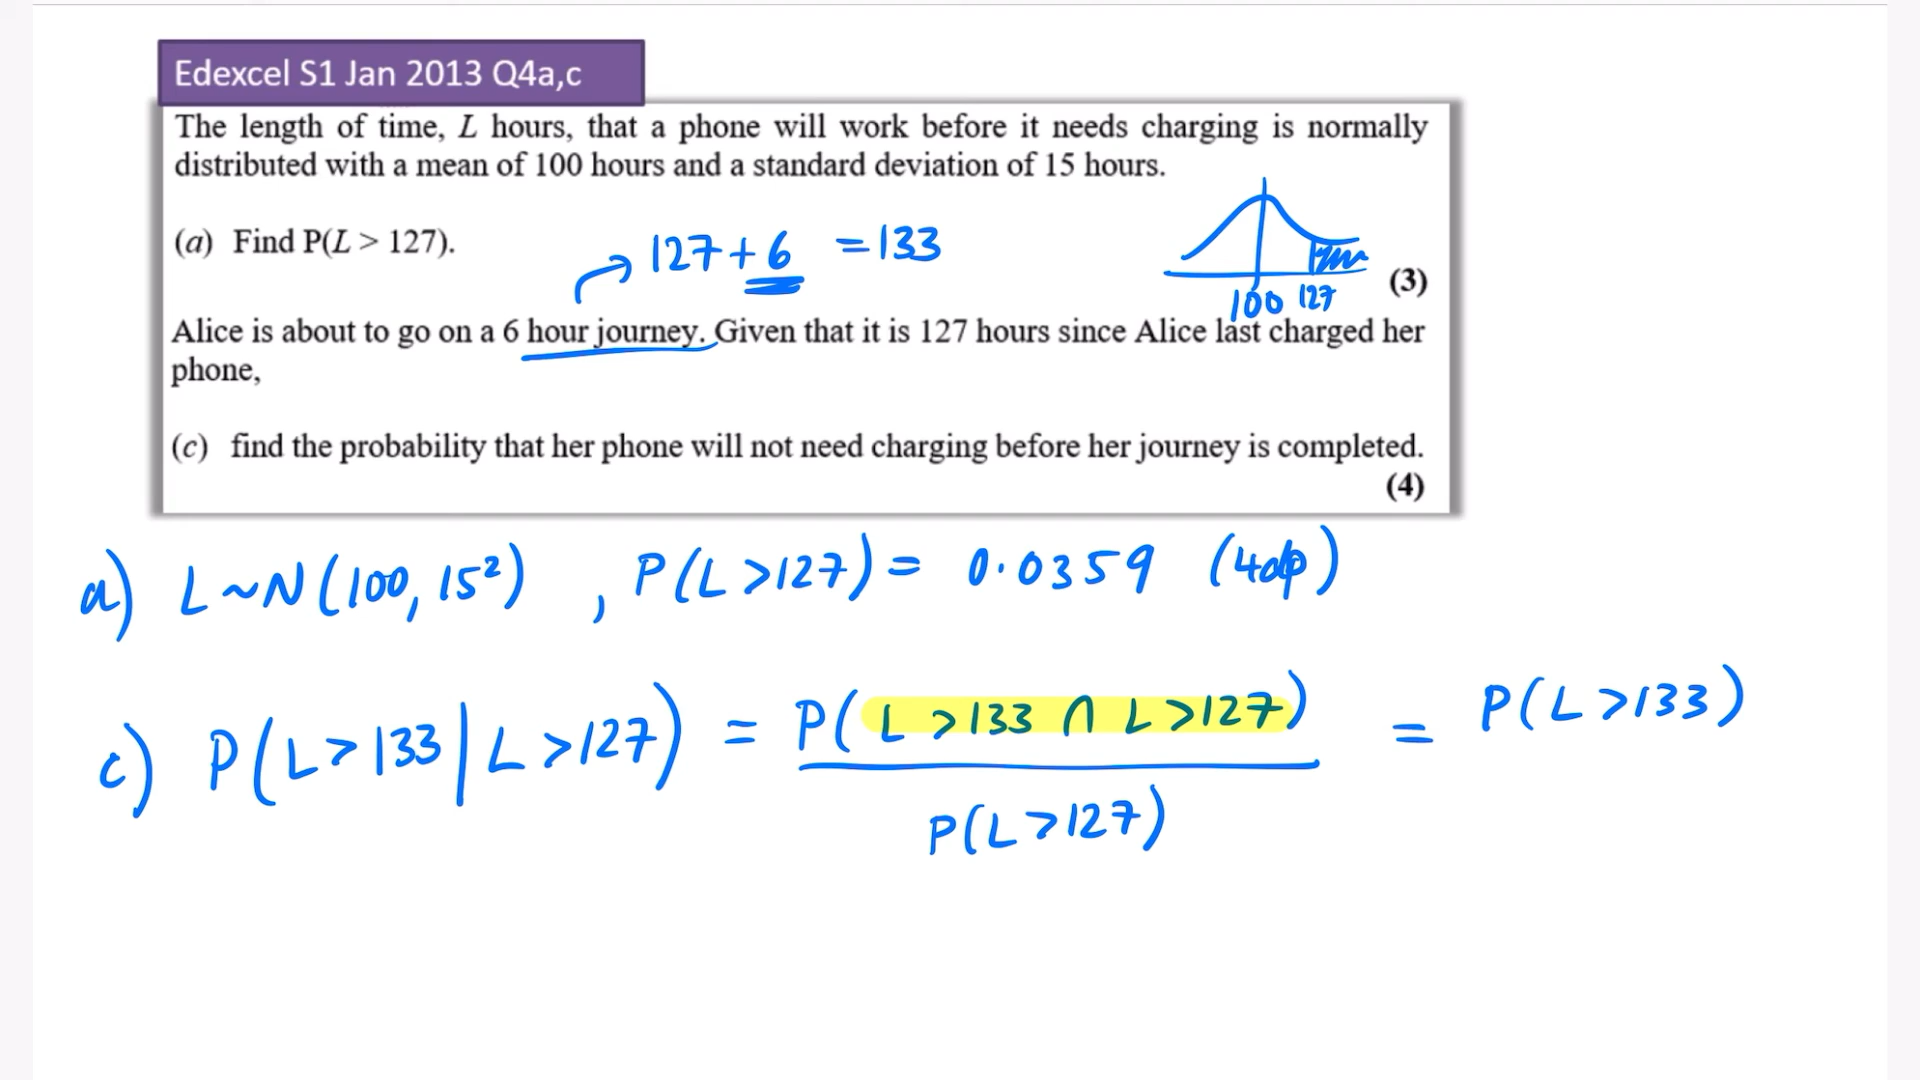 Edexcel S1 Jan 2013 Q4a,c
The length of time, L hours, that a phone will work before it needs charging is normally
distributed with a mean of 100 hours and a standard deviation of 15 hours.
(a) Find P(L > 127).
127+6 =133
(3)
100 127
Alice is about to go on a 6 hour journey. Given that it is 127 hours since Alice last charged her
phone,
(c) find the probability that her phone will not need charging before her journey is completed.
(4)
a) L~N(100, 15²) , P(L>127) = 0.0359 (4dp)
c) P(L>133|L>127) = P(L>133 ∩ L>127) = P(L>133)
P(L>127)